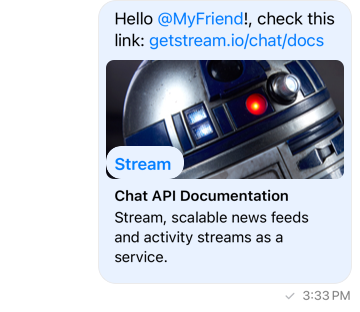 Hello @MyFriend!, check this
link: getstream.io/chat/docs
Stream
Chat API Documentation
Stream, scalable news feeds
and activity streams as a
service.
3:33 PM